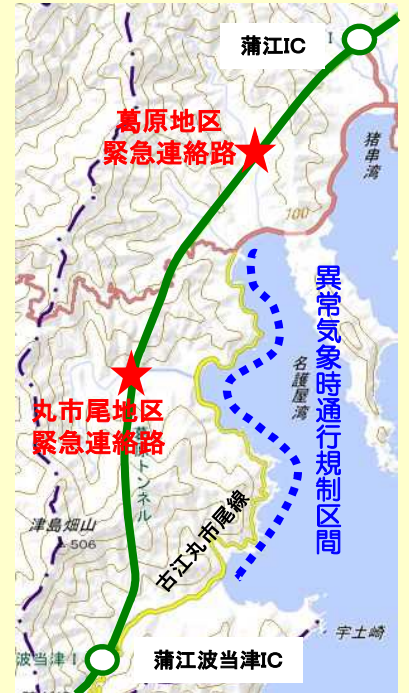 蒲江IC
I
葛原地区
緊急連絡路
猪串湾
100
異常気象時通行規制区間
名護屋湾
丸市尾地区
緊急連絡路
トンネル
津島畑山
506
古江丸市尾線
宇土崎
波当津I
蒲江波当津IC